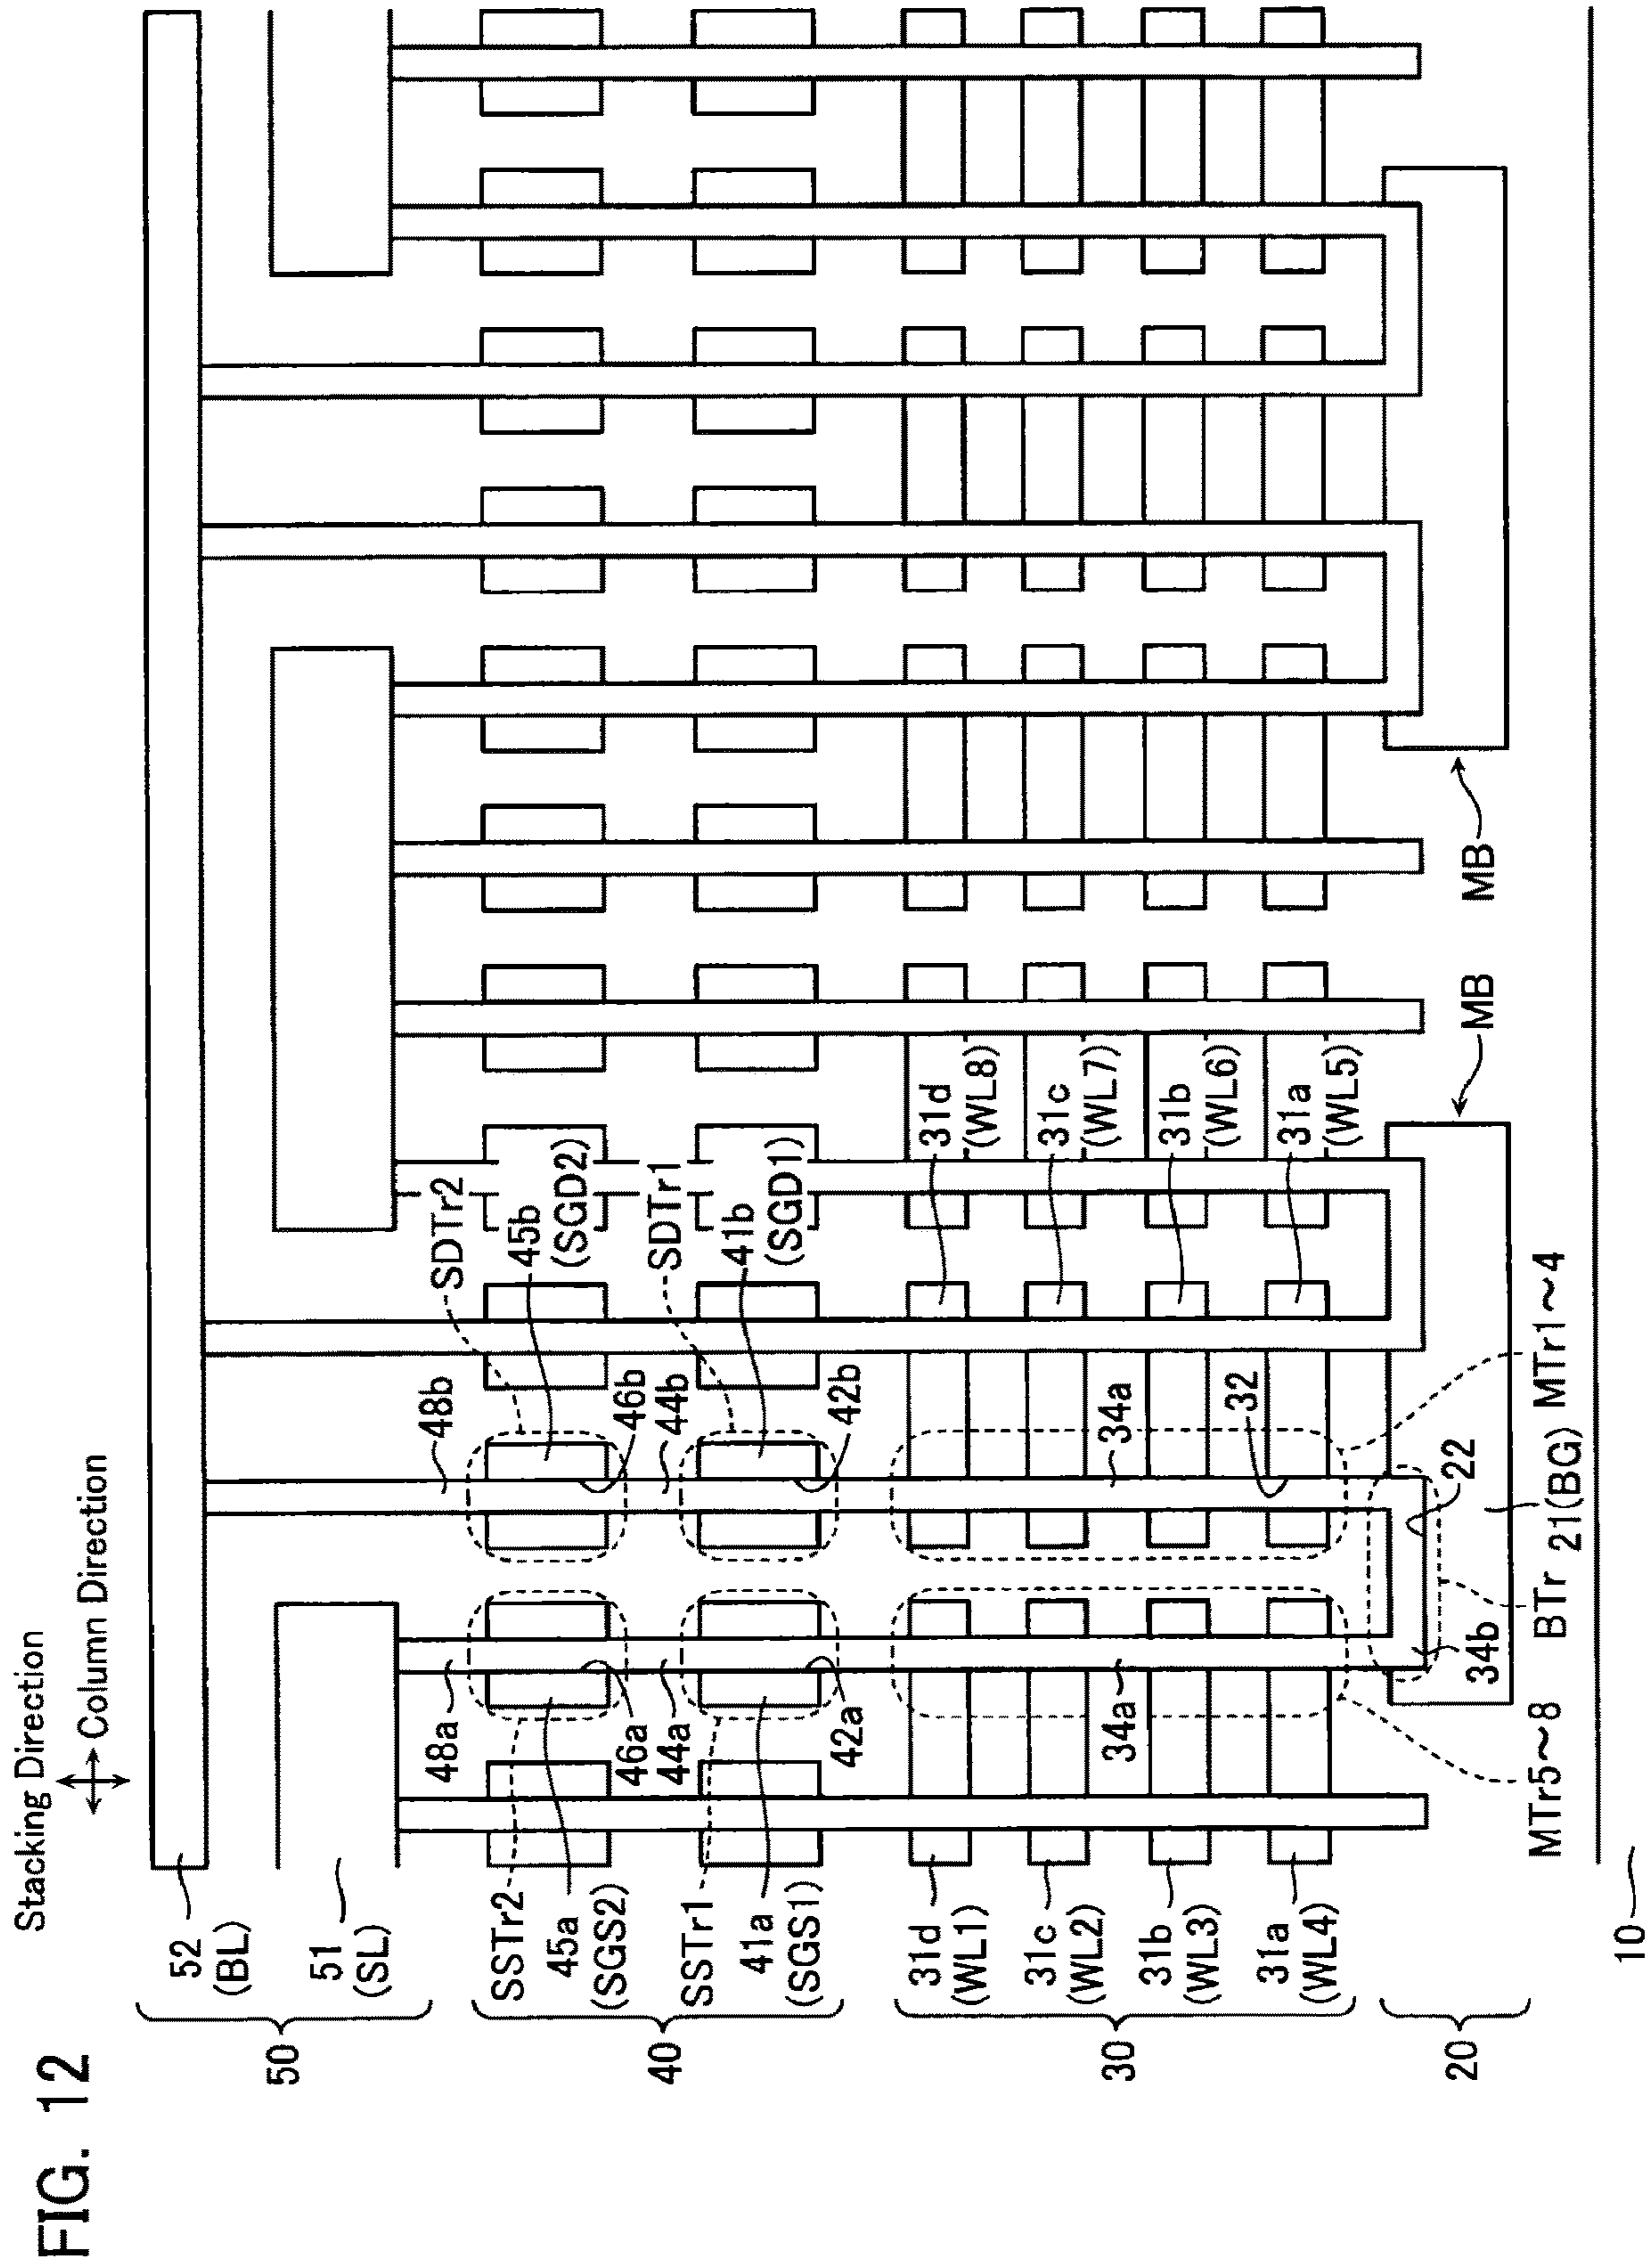 FIG. 12
Stacking Direction
Column Direction
50
52
(BL)
51
(SL)
40
SSTr2
45a
(SGS2)
SSTr1
41a
(SGS1)
30
31d
(WL1)
31c
(WL2)
31b
(WL3)
31a
(WL4)
20
10
48a
46a
44a
42a
34a
MTr5~8
34b
BTr
21(BG)
22
MTr1~4
48b
46b
44b
42b
34a
32
SDTr2
45b
(SGD2)
SDTr1
41b
(SGD1)
31d
(WL8)
31c
(WL7)
31b
(WL6)
31a
(WL5)
MB
MB